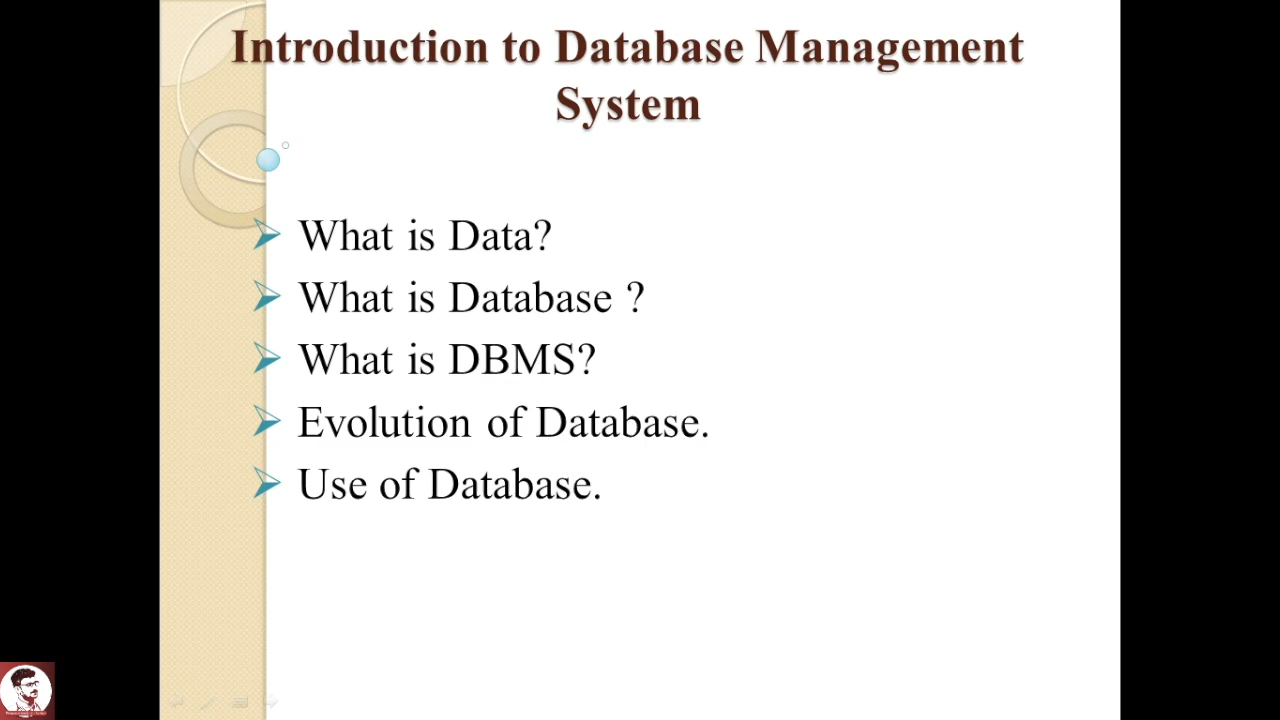 Introduction to Database Management
System
What is Data?
What is Database ?
What is DBMS?
Evolution of Database.
Use of Database.